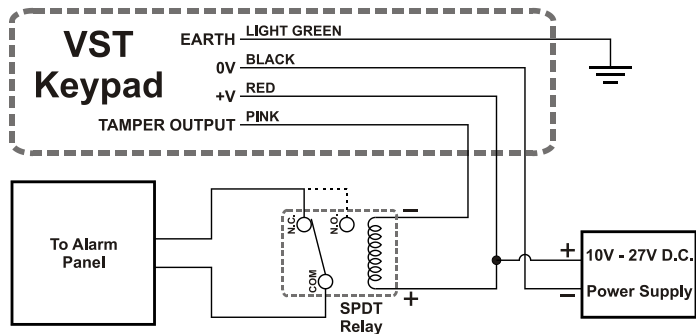 VST
Keypad
EARTH LIGHT GREEN
0V BLACK
+V RED
TAMPER OUTPUT PINK
To Alarm
Panel
N.C. N.O.
COM
−
+
SPDT
Relay
+ 10V - 27V D.C.
− Power Supply